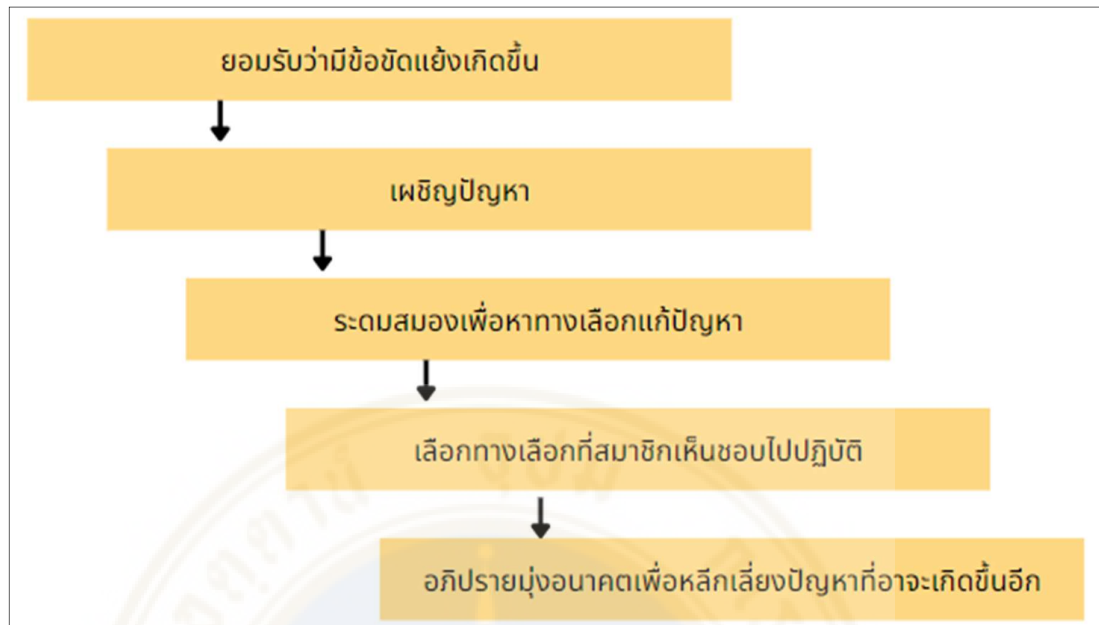 ยอมรับว่ามีข้อขัดแย้งเกิดขึ้น
เผชิญปัญหา
ระดมสมองเพื่อหาทางเลือกแก้ปัญหา
เลือกทางเลือกที่สมาชิกเห็นชอบไปปฏิบัติ
อภิปรายมุ่งอนาคตเพื่อหลีกเลี่ยงปัญหาที่อาจะเกิดขึ้นอีก